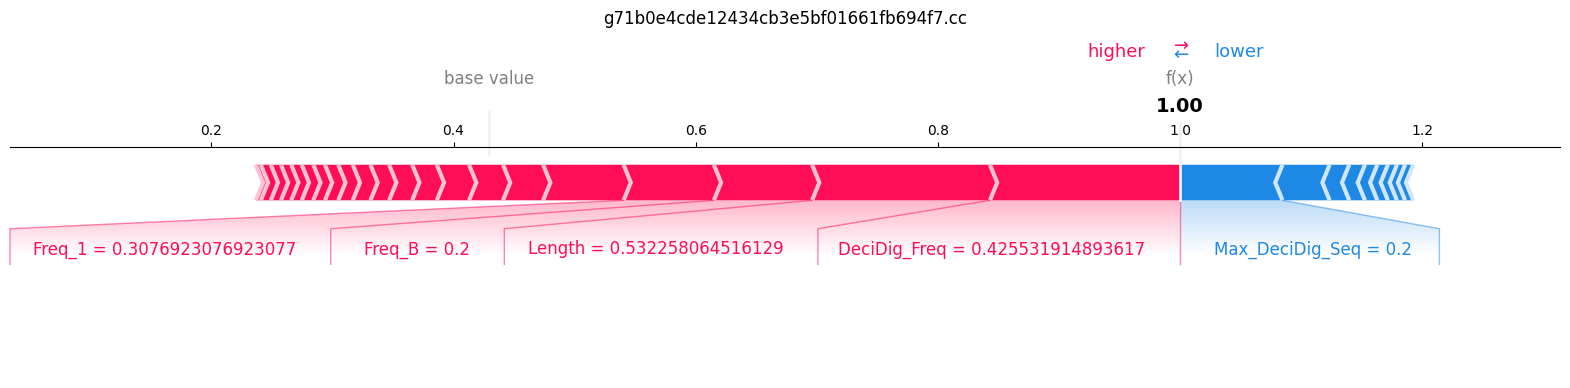 g71b0e4cde12434cb3e5bf01661fb694f7.cc
higher → ← lower
base value f(x)
1.00
0.2 0.4 0.6 0.8 1.0 1.2
Freq_1 = 0.3076923076923077 Freq_B = 0.2 Length = 0.532258064516129 DeciDig_Freq = 0.425531914893617 Max_DeciDig_Seq = 0.2